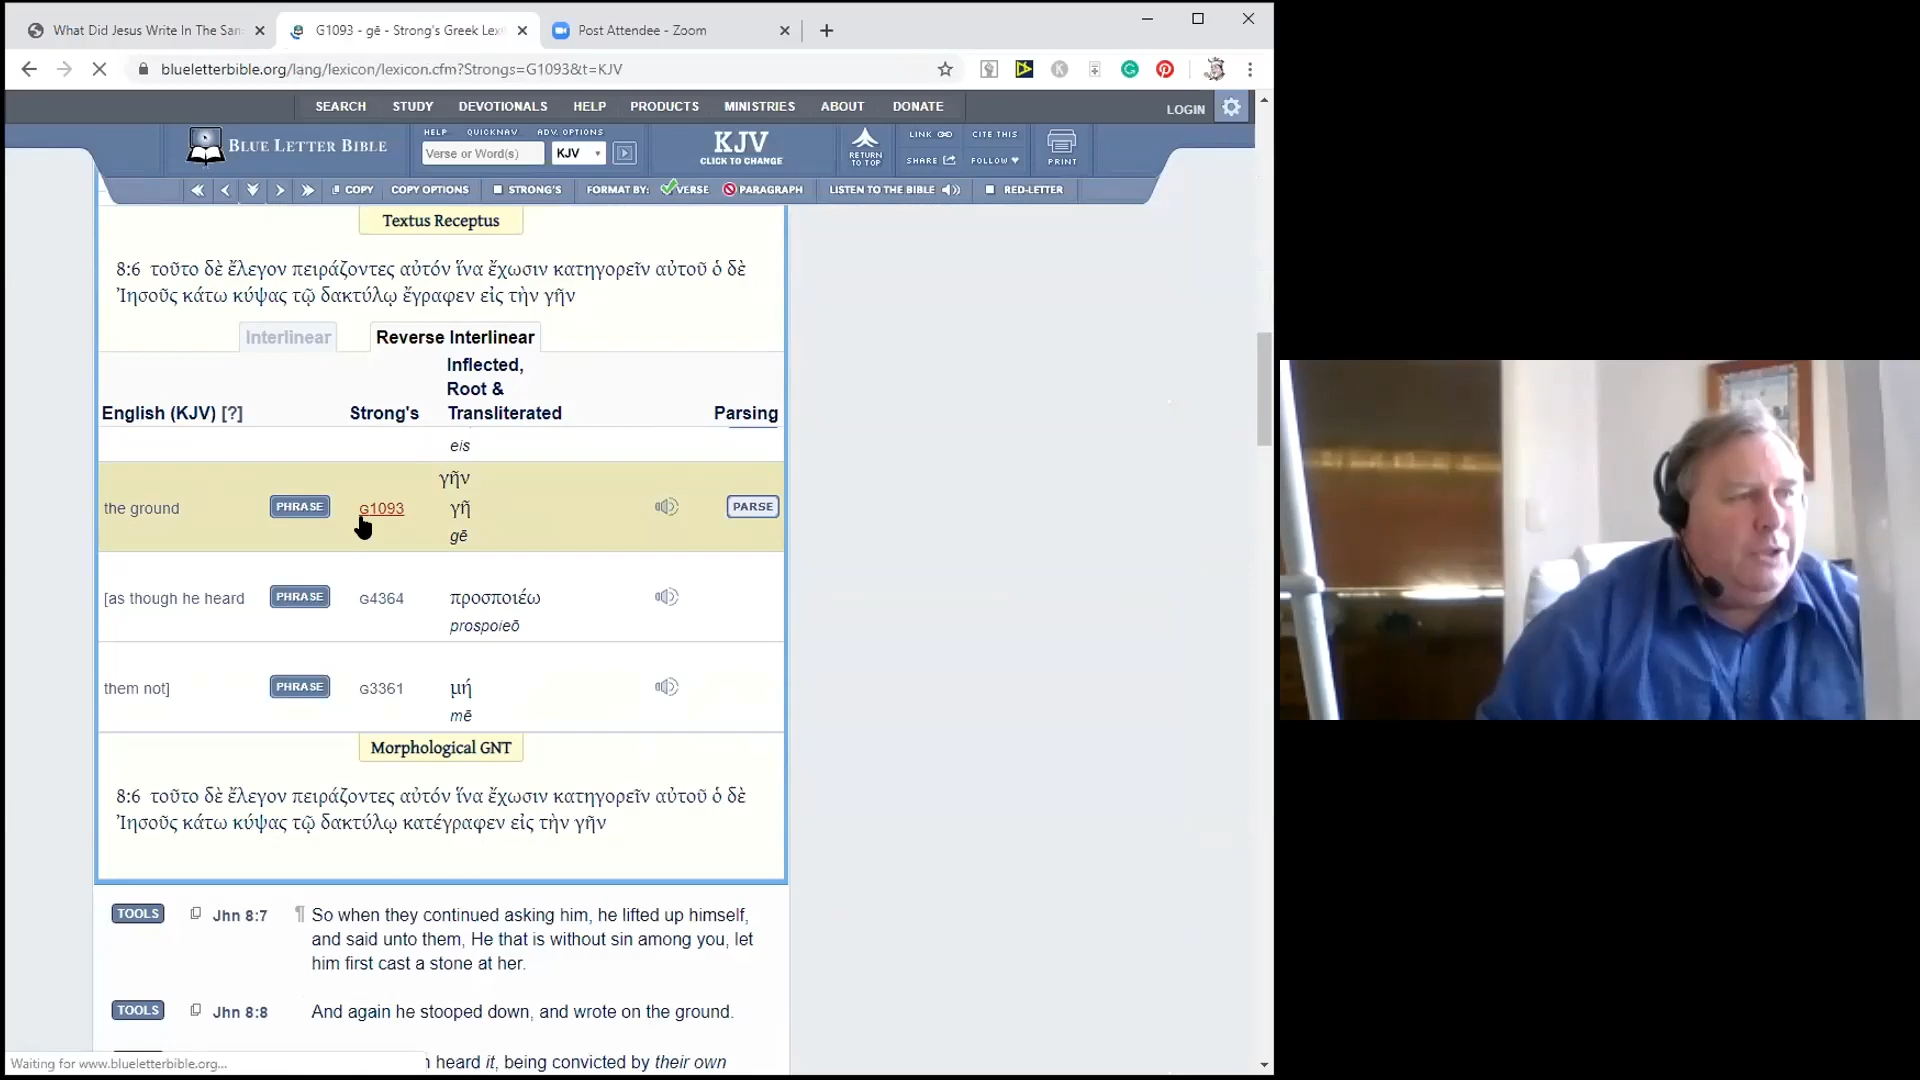 What Did Jesus Write In The San
G1093 - gē - Strong's Greek Lexi
Post Attendee - Zoom
blueletterbible.org/lang/lexicon/lexicon.cfm?Strongs=G1093&t=KJV
SEARCH STUDY DEVOTIONALS HELP PRODUCTS MINISTRIES ABOUT DONATE LOGIN
BLUE LETTER BIBLE
HELP QUICKNAV ADV. OPTIONS
Verse or Word(s) KJV
KJV
CLICK TO CHANGE
RETURN
TO TOP
LINK CITE THIS
SHARE FOLLOW
PRINT
COPY COPY OPTIONS STRONG'S FORMAT BY: VERSE PARAGRAPH LISTEN TO THE BIBLE RED-LETTER
Textus Receptus
8:6 τοῦτο δὲ ἔλεγον πειράζοντες αὐτόν ἵνα ἔχωσιν κατηγορεῖν αὐτοῦ ὁ δὲ
Ἰησοῦς κάτω κύψας τῷ δακτύλῳ ἔγραφεν εἰς τὴν γῆν
Interlinear Reverse Interlinear
Inflected,
Root &
English (KJV) [?] Strong's Transliterated Parsing
eis
γῆν
the ground PHRASE G1093 γῆ PARSE
gē
[as though he heard PHRASE G4364 προσποιέω
prospoieō
them not] PHRASE G3361 μή
mē
Morphological GNT
8:6 τοῦτο δὲ ἔλεγον πειράζοντες αὐτόν ἵνα ἔχωσιν κατηγορεῖν αὐτοῦ ὁ δὲ
Ἰησοῦς κάτω κύψας τῷ δακτύλῳ κατέγραφεν εἰς τὴν γῆν
TOOLS Jhn 8:7 ¶ So when they continued asking him, he lifted up himself,
and said unto them, He that is without sin among you, let
him first cast a stone at her.
TOOLS Jhn 8:8 And again he stooped down, and wrote on the ground.
heard it, being convicted by their own
Waiting for www.blueletterbible.org...